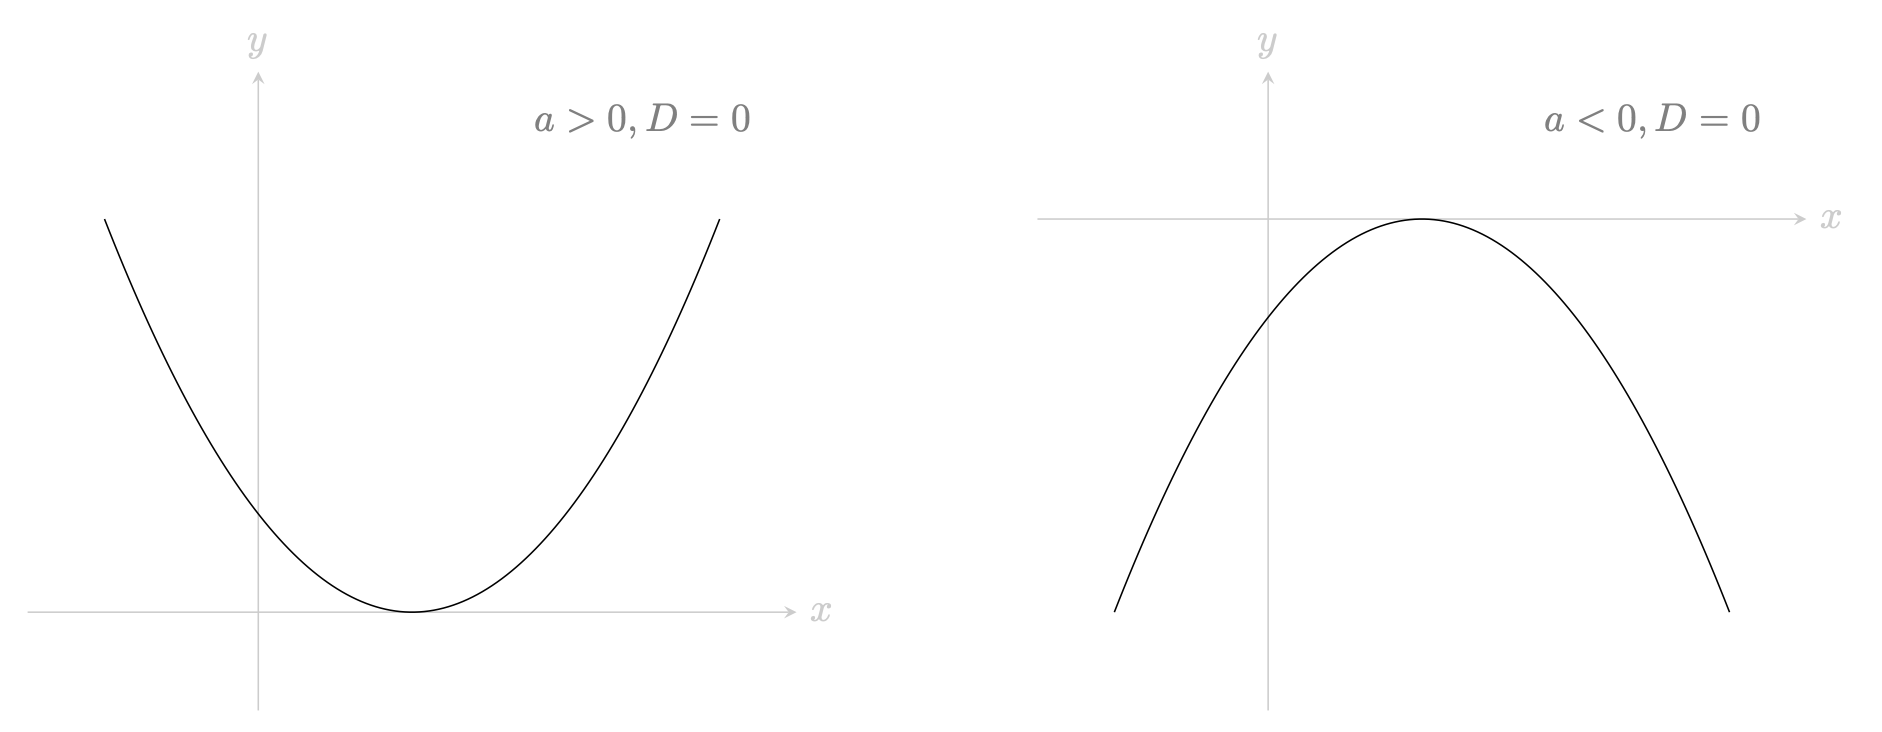 y
a > 0, D = 0
x
y
a < 0, D = 0
x